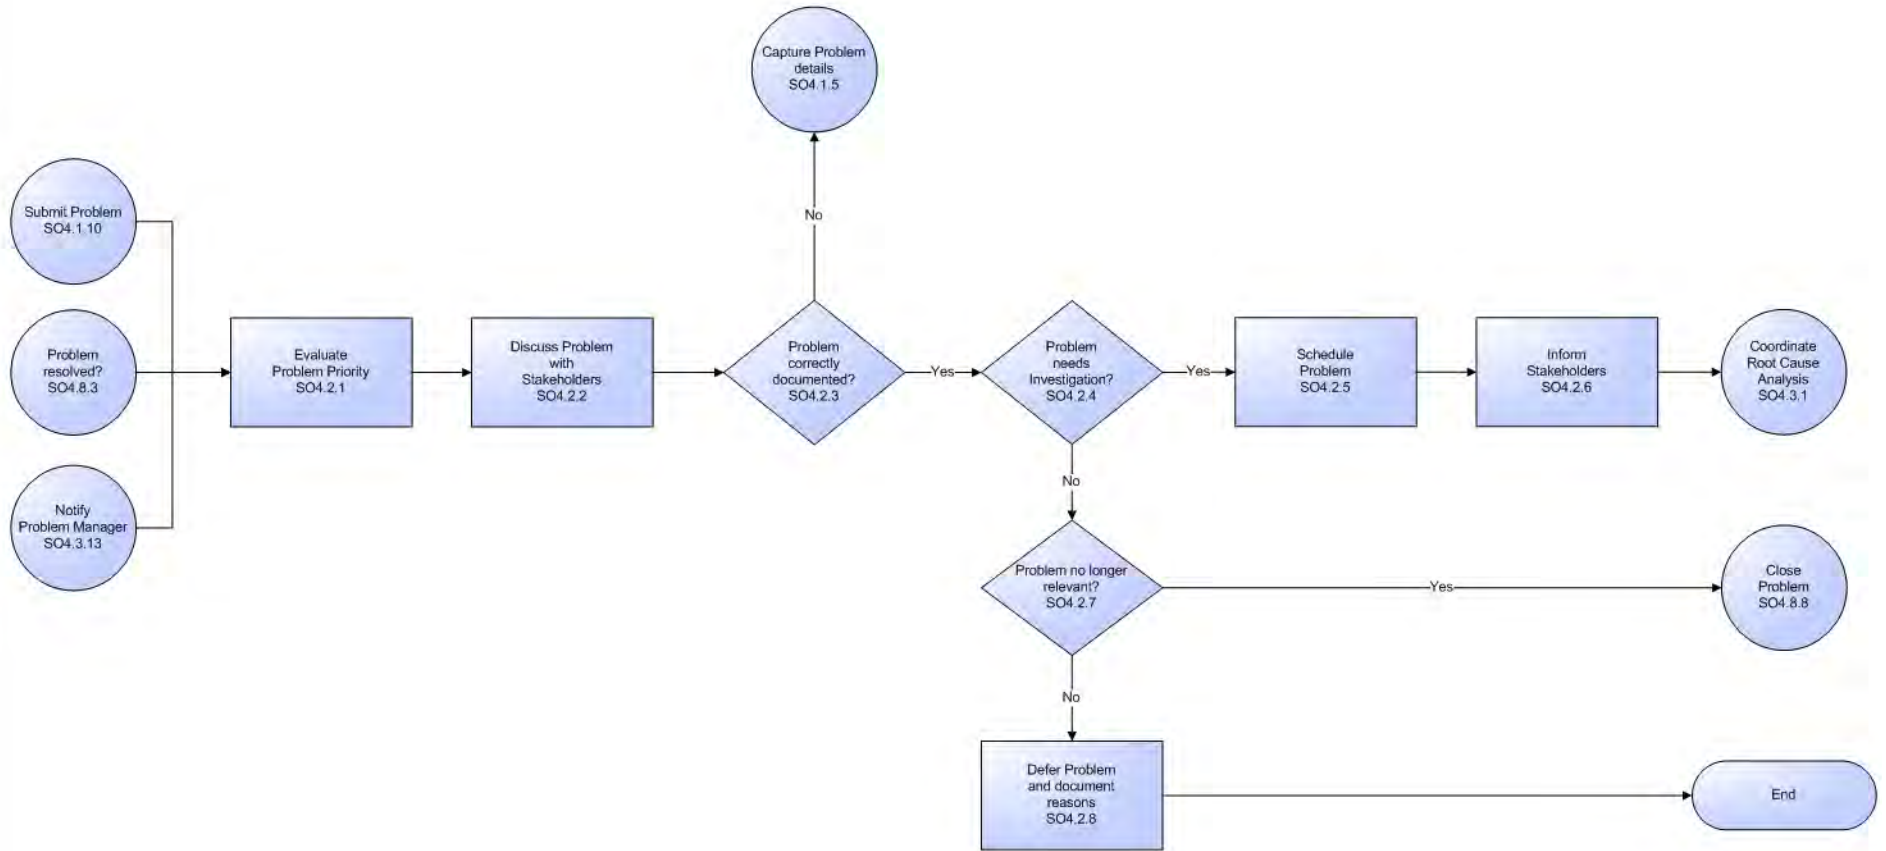 Capture Problem
details
SO4.1.5
No
Submit Problem
SO4.1.10
Problem
resolved?
SO4.8.3
Notify
Problem Manager
SO4.3.13
Evaluate
Problem Priority
SO4.2.1
Discuss Problem
with
Stakeholders
SO4.2.2
Problem
correctly
documented?
SO4.2.3
Yes
Problem
needs
Investigation?
SO4.2.4
Yes
Schedule
Problem
SO4.2.5
Inform
Stakeholders
SO4.2.6
Coordinate
Root Cause
Analysis
SO4.3.1
No
Problem no longer
relevant?
SO4.2.7
Yes
Close
Problem
SO4.8.8
No
Defer Problem
and document
reasons
SO4.2.8
End